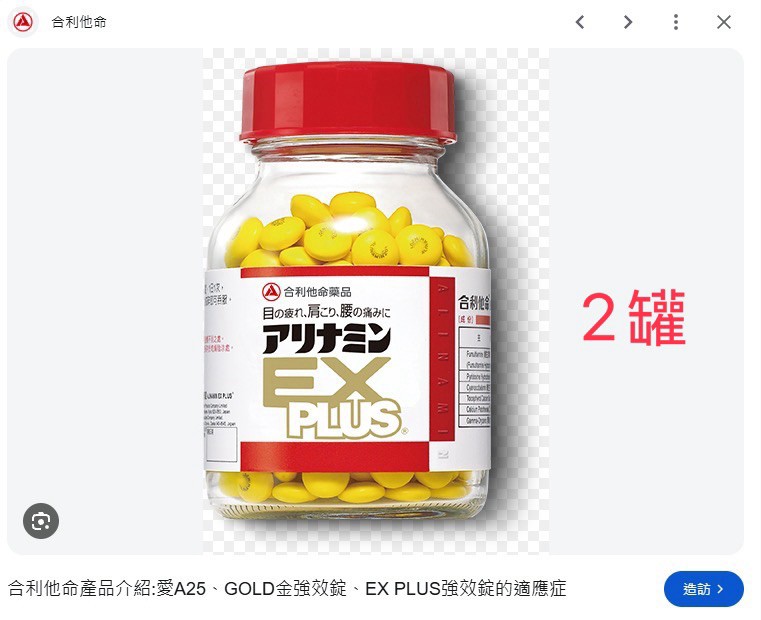 合利他命
合利他命藥品
目の疲れ、肩こり、腰の痛みに
アリナミン
EX
PLUS®
ALINAMI
合利他命
2罐
合利他命產品介紹:愛A25、GOLD金強效錠、EX PLUS強效錠的適應症
造訪